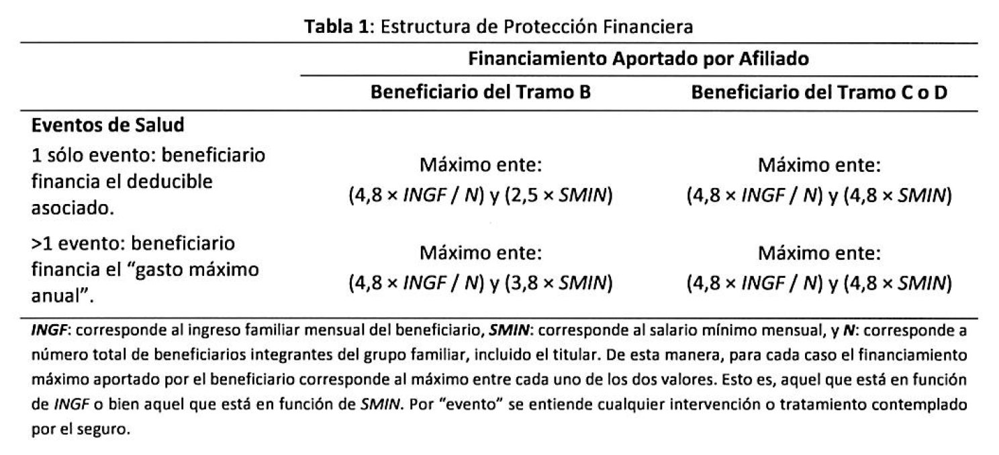 Tabla 1: Estructura de Protección Financiera
Financiamiento Aportado por Afiliado
Beneficiario del Tramo B Beneficiario del Tramo C o D
Eventos de Salud
1 sólo evento: beneficiario
financia el deducible
asociado.
Máximo ente:
(4,8 × INGF / N) y (2,5 × SMIN)
Máximo ente:
(4,8 × INGF / N) y (4,8 × SMIN)
>1 evento: beneficiario
financia el “gasto máximo
anual”.
Máximo ente:
(4,8 × INGF / N) y (3,8 × SMIN)
Máximo ente:
(4,8 × INGF / N) y (4,8 × SMIN)
INGF: corresponde al ingreso familiar mensual del beneficiario, SMIN: corresponde al salario mínimo mensual, y N: corresponde a
número total de beneficiarios integrantes del grupo familiar, incluido el titular. De esta manera, para cada caso el financiamiento
máximo aportado por el beneficiario corresponde al máximo entre cada uno de los dos valores. Esto es, aquel que está en función
de INGF o bien aquel que está en función de SMIN. Por “evento” se entiende cualquier intervención o tratamiento contemplado
por el seguro.